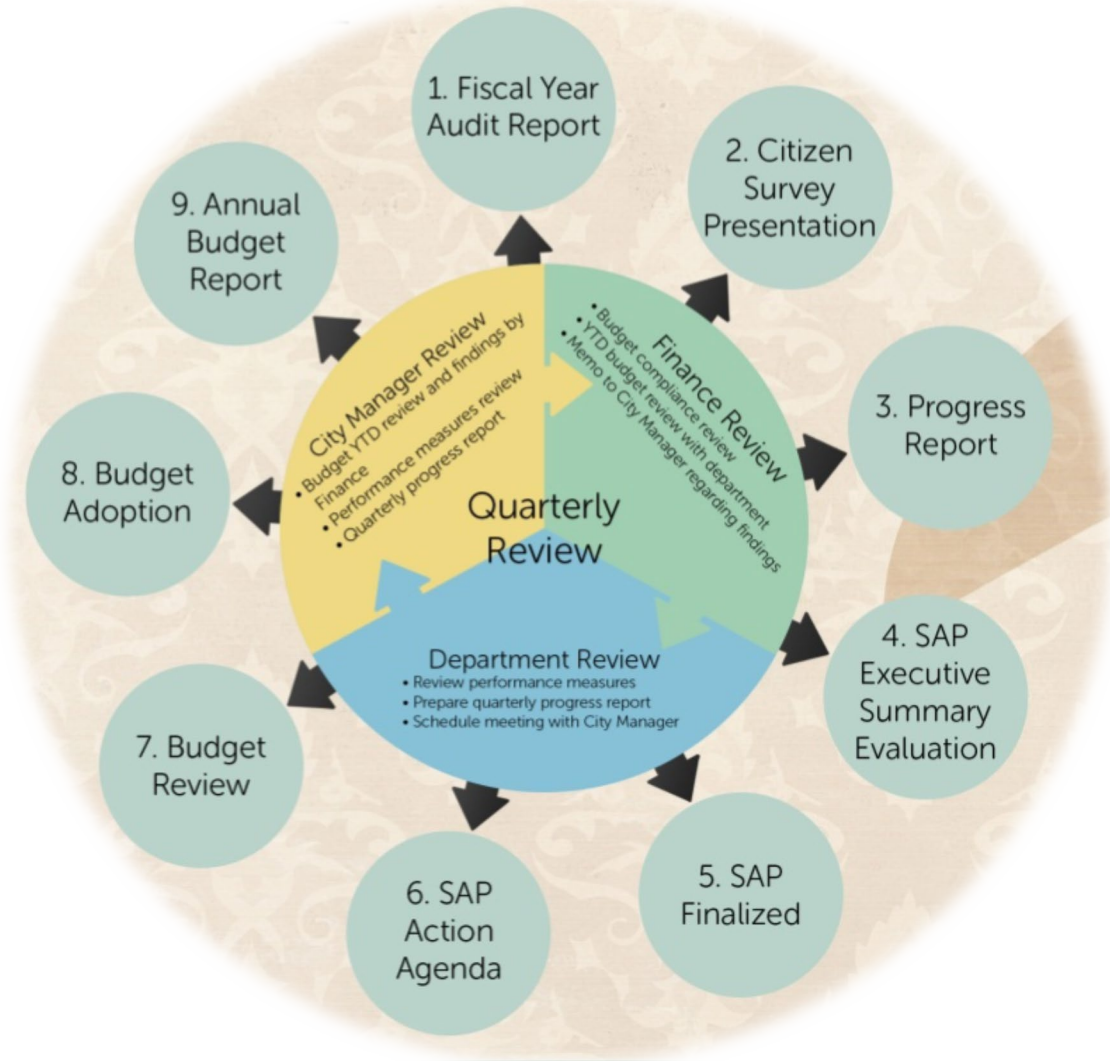 1. Fiscal Year
Audit Report
2. Citizen
Survey
Presentation
3. Progress
Report
4. SAP
Executive
Summary
Evaluation
5. SAP
Finalized
6. SAP
Action
Agenda
7. Budget
Review
8. Budget
Adoption
9. Annual
Budget
Report
Quarterly
Review
City Manager Review
• Budget YTD review and findings by
Finance
• Performance measures review
• Quarterly progress report
Finance Review
• Budget compliance review
• YTD budget review with department
• Memo to City Manager regarding findings
Department Review
• Review performance measures
• Prepare quarterly progress report
• Schedule meeting with City Manager